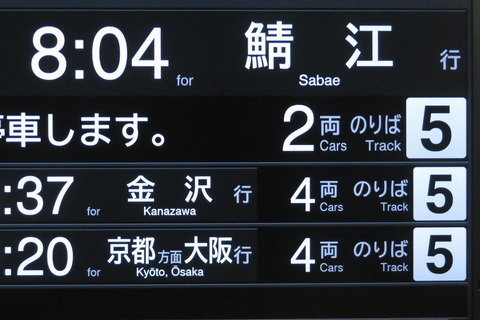 8:04 for 鯖江 行
Sabae
停車します。 2 両 のりば 5
Cars Track
:37 for 金沢 行 4 両 のりば 5
Kanazawa Cars Track
:20 for 京都方面大阪行 4 両 のりば 5
Kyōto, Ōsaka Cars Track